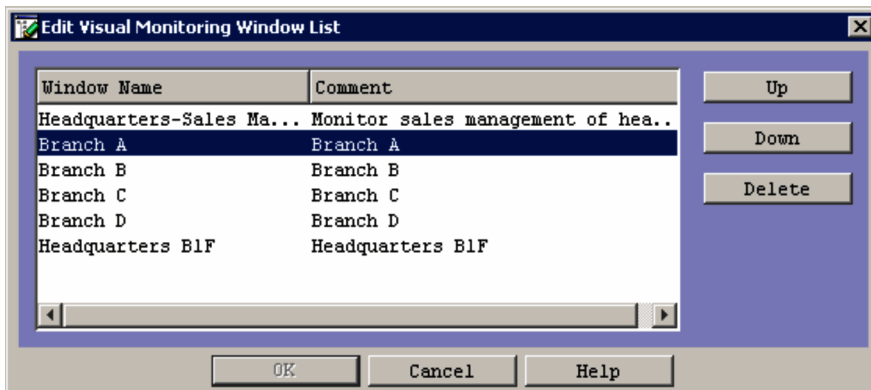 Edit Visual Monitoring Window List
Window Name Comment
Headquarters-Sales Ma... Monitor sales management of hea..
Branch A Branch A
Branch B Branch B
Branch C Branch C
Branch D Branch D
Headquarters B1F Headquarters B1F
Up
Down
Delete
OK Cancel Help